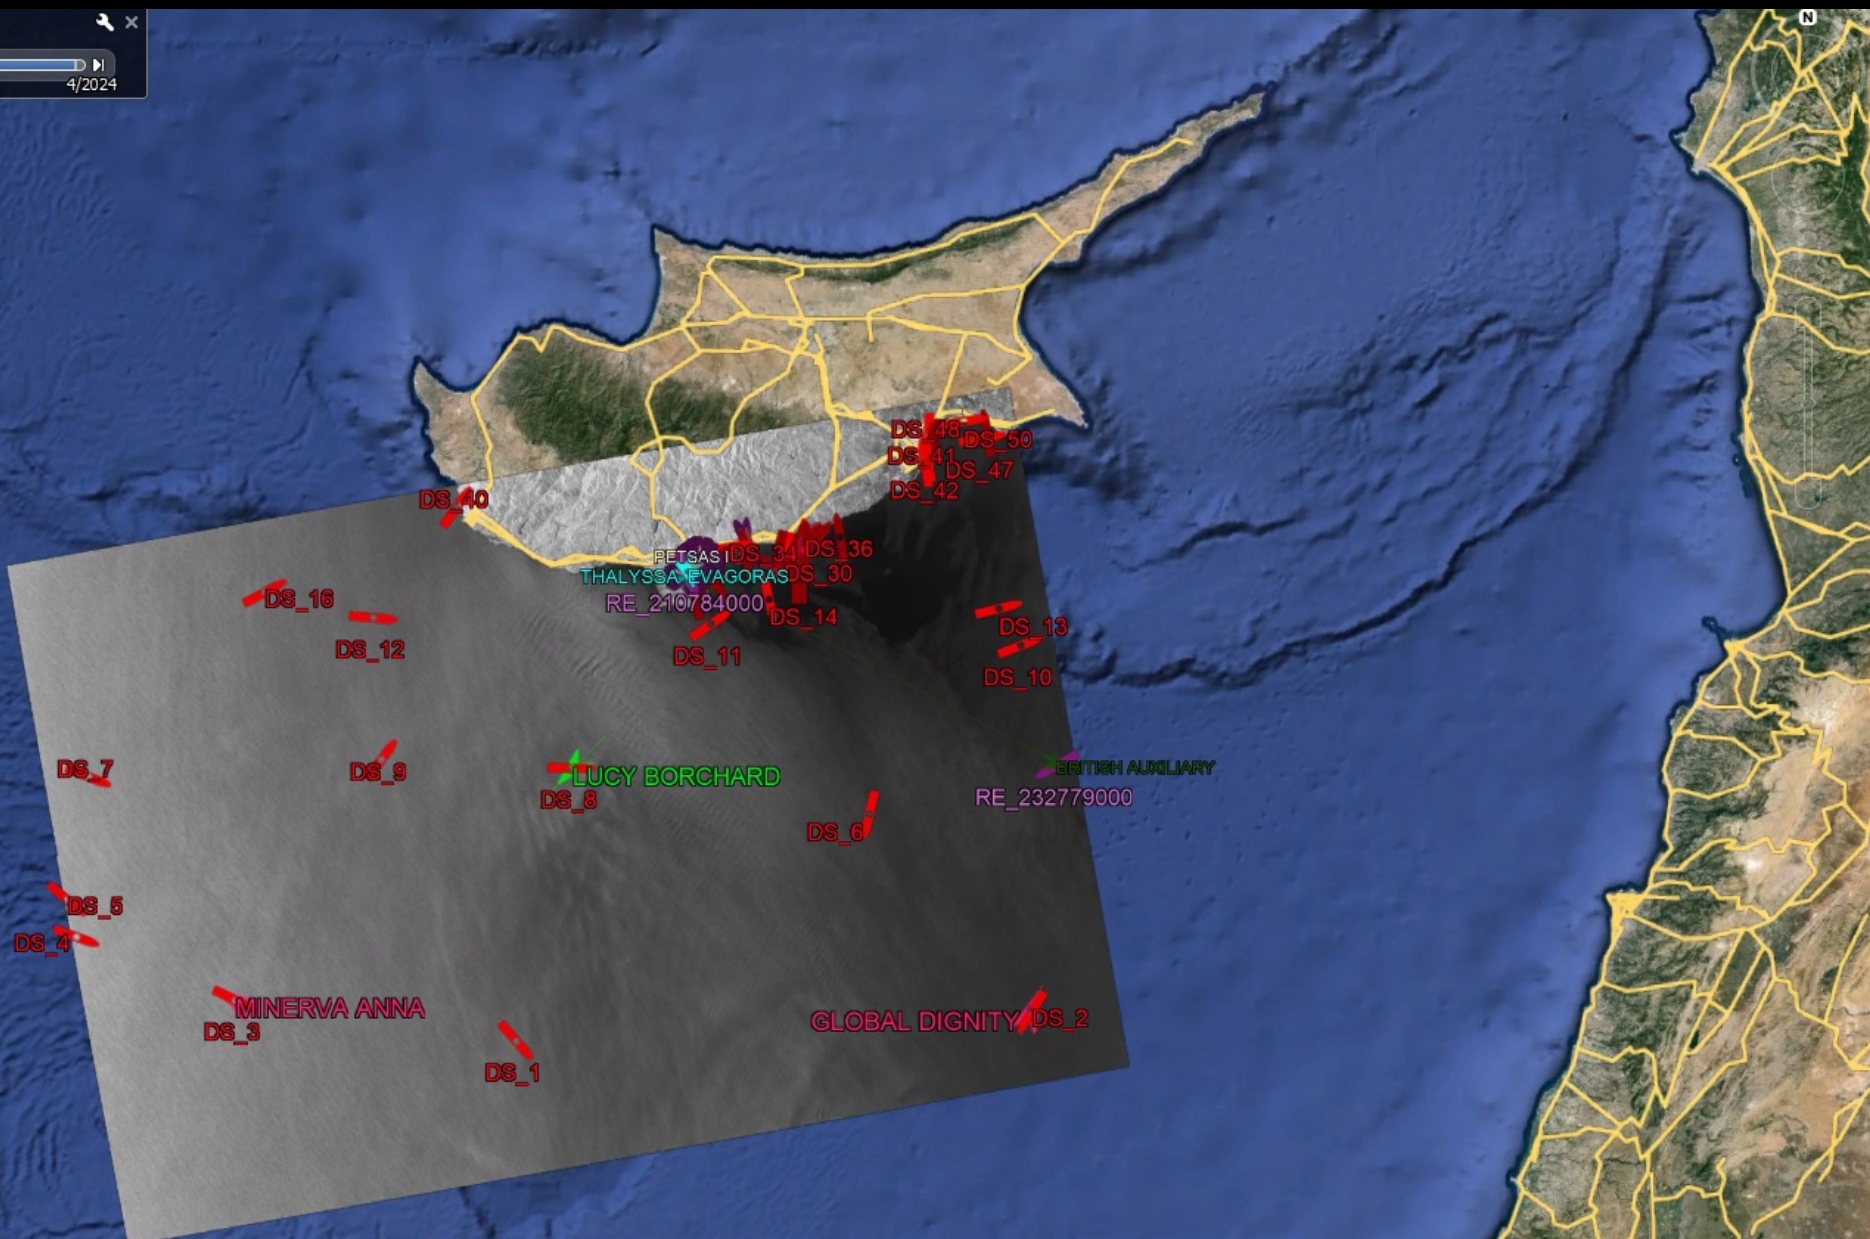 N
4/2024
DS_48
DS_50
DS_41
DS_47
DS_42
DS_40
PETSAS I
DS_34
DS_36
THALYSSA EVAGORAS
DS_30
RE_210784000
DS_14
DS_16
DS_12
DS_11
DS_13
DS_10
DS_7
DS_9
LUCY BORCHARD
DS_8
BRITISH AUXILIARY
RE_232779000
DS_6
DS_5
DS_4
MINERVA ANNA
DS_3
GLOBAL DIGNITY
DS_2
DS_1